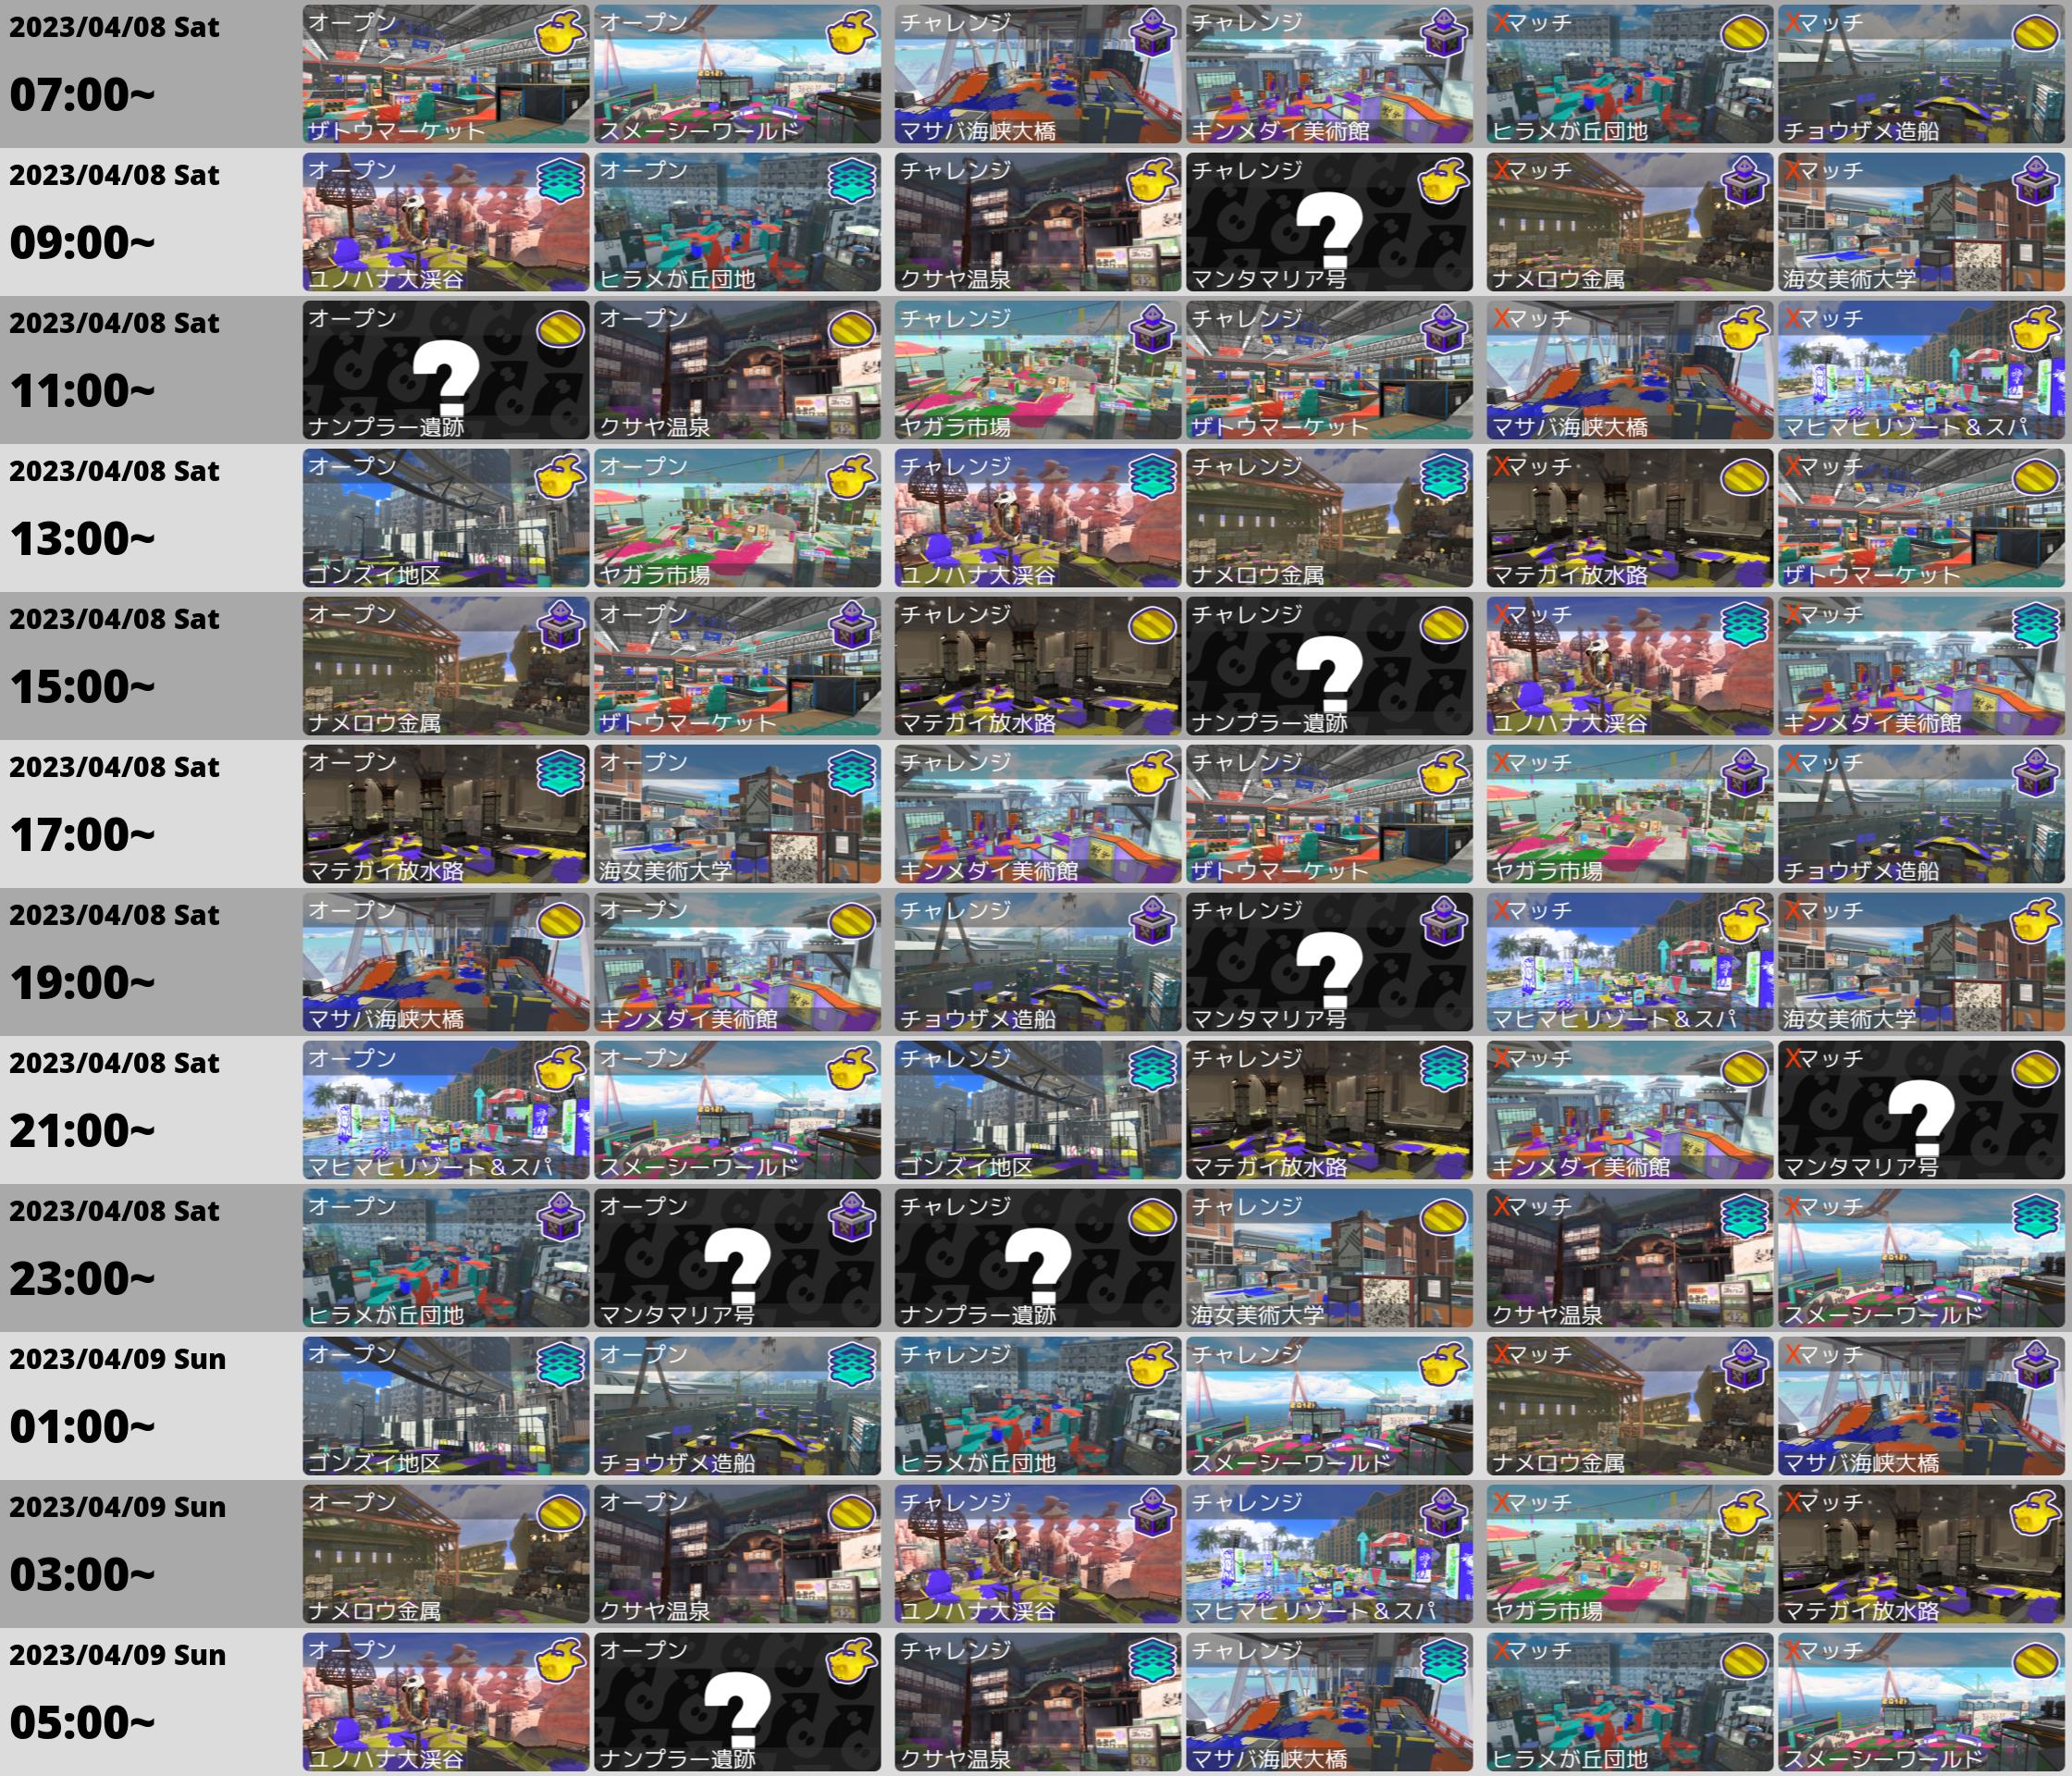 2023/04/08 Sat
07:00~
オープン オープン チャレンジ チャレンジ Xマッチ Xマッチ
ザトウマーケット スメーシーワールド マサバ海峡大橋 キンメダイ美術館 ヒラメが丘団地 チョウザメ造船
2023/04/08 Sat
09:00~
オープン オープン チャレンジ チャレンジ Xマッチ Xマッチ
ユノハナ大渓谷 ヒラメが丘団地 クサヤ温泉 マンタマリア号 ナメロウ金属 海女美術大学
2023/04/08 Sat
11:00~
オープン オープン チャレンジ チャレンジ Xマッチ Xマッチ
ナンプラー遺跡 クサヤ温泉 ヤガラ市場 ザトウマーケット マサバ海峡大橋 マヒマヒリゾート＆スパ
2023/04/08 Sat
13:00~
オープン オープン チャレンジ チャレンジ Xマッチ Xマッチ
ゴンズイ地区 ヤガラ市場 ユノハナ大渓谷 ナメロウ金属 マテガイ放水路 ザトウマーケット
2023/04/08 Sat
15:00~
オープン オープン チャレンジ チャレンジ Xマッチ Xマッチ
ナメロウ金属 ザトウマーケット マテガイ放水路 ナンプラー遺跡 ユノハナ大渓谷 キンメダイ美術館
2023/04/08 Sat
17:00~
オープン オープン チャレンジ チャレンジ Xマッチ Xマッチ
マテガイ放水路 海女美術大学 キンメダイ美術館 ザトウマーケット ヤガラ市場 チョウザメ造船
2023/04/08 Sat
19:00~
オープン オープン チャレンジ チャレンジ Xマッチ Xマッチ
マサバ海峡大橋 キンメダイ美術館 チョウザメ造船 マンタマリア号 マヒマヒリゾート＆スパ 海女美術大学
2023/04/08 Sat
21:00~
オープン オープン チャレンジ チャレンジ Xマッチ Xマッチ
マヒマヒリゾート＆スパ スメーシーワールド ゴンズイ地区 マテガイ放水路 キンメダイ美術館 マンタマリア号
2023/04/08 Sat
23:00~
オープン オープン チャレンジ チャレンジ Xマッチ Xマッチ
ヒラメが丘団地 マンタマリア号 ナンプラー遺跡 海女美術大学 クサヤ温泉 スメーシーワールド
2023/04/09 Sun
01:00~
オープン オープン チャレンジ チャレンジ Xマッチ Xマッチ
ゴンズイ地区 チョウザメ造船 ヒラメが丘団地 スメーシーワールド ナメロウ金属 マサバ海峡大橋
2023/04/09 Sun
03:00~
オープン オープン チャレンジ チャレンジ Xマッチ Xマッチ
ナメロウ金属 クサヤ温泉 ユノハナ大渓谷 マヒマヒリゾート＆スパ ヤガラ市場 マテガイ放水路
2023/04/09 Sun
05:00~
オープン オープン チャレンジ チャレンジ Xマッチ Xマッチ
ユノハナ大渓谷 ナンプラー遺跡 クサヤ温泉 マサバ海峡大橋 ヒラメが丘団地 スメーシーワールド